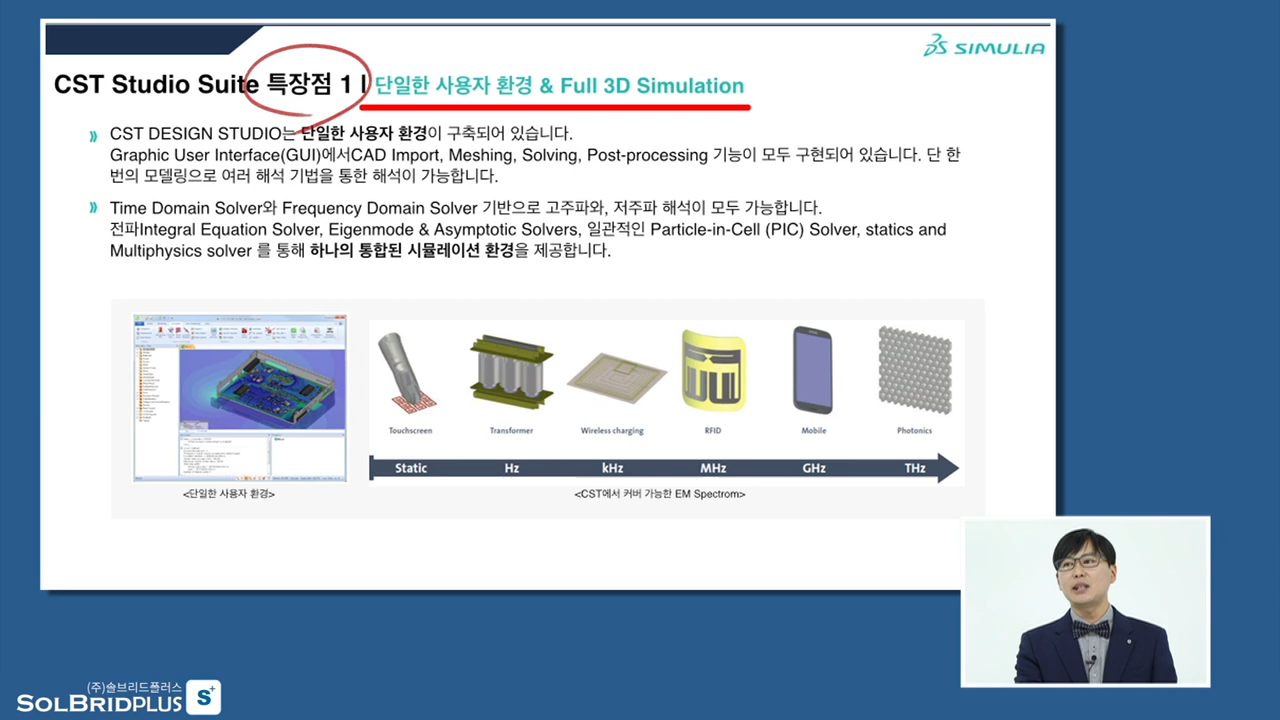 3DS SIMULIA
CST Studio Suite 특장점 1 | 단일한 사용자 환경 & Full 3D Simulation
CST DESIGN STUDIO는 단일한 사용자 환경이 구축되어 있습니다.
Graphic User Interface(GUI)에서CAD Import, Meshing, Solving, Post-processing 기능이 모두 구현되어 있습니다. 단 한
번의 모델링으로 여러 해석 기법을 통한 해석이 가능합니다.
Time Domain Solver와 Frequency Domain Solver 기반으로 고주파와, 저주파 해석이 모두 가능합니다.
전파Integral Equation Solver, Eigenmode & Asymptotic Solvers, 일관적인 Particle-in-Cell (PIC) Solver, statics and
Multiphysics solver 를 통해 하나의 통합된 시뮬레이션 환경을 제공합니다.
Touchscreen Transformer Wireless charging RFID Mobile Photonics
Static Hz kHz MHz GHz THz
<단일한 사용자 환경> <CST에서 커버 가능한 EM Spectrom>
(주)솔브리드플러스
SOLBRIDPLUS S+